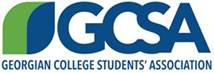 GCSA
GEORGIAN COLLEGE STUDENTS' ASSOCIATION